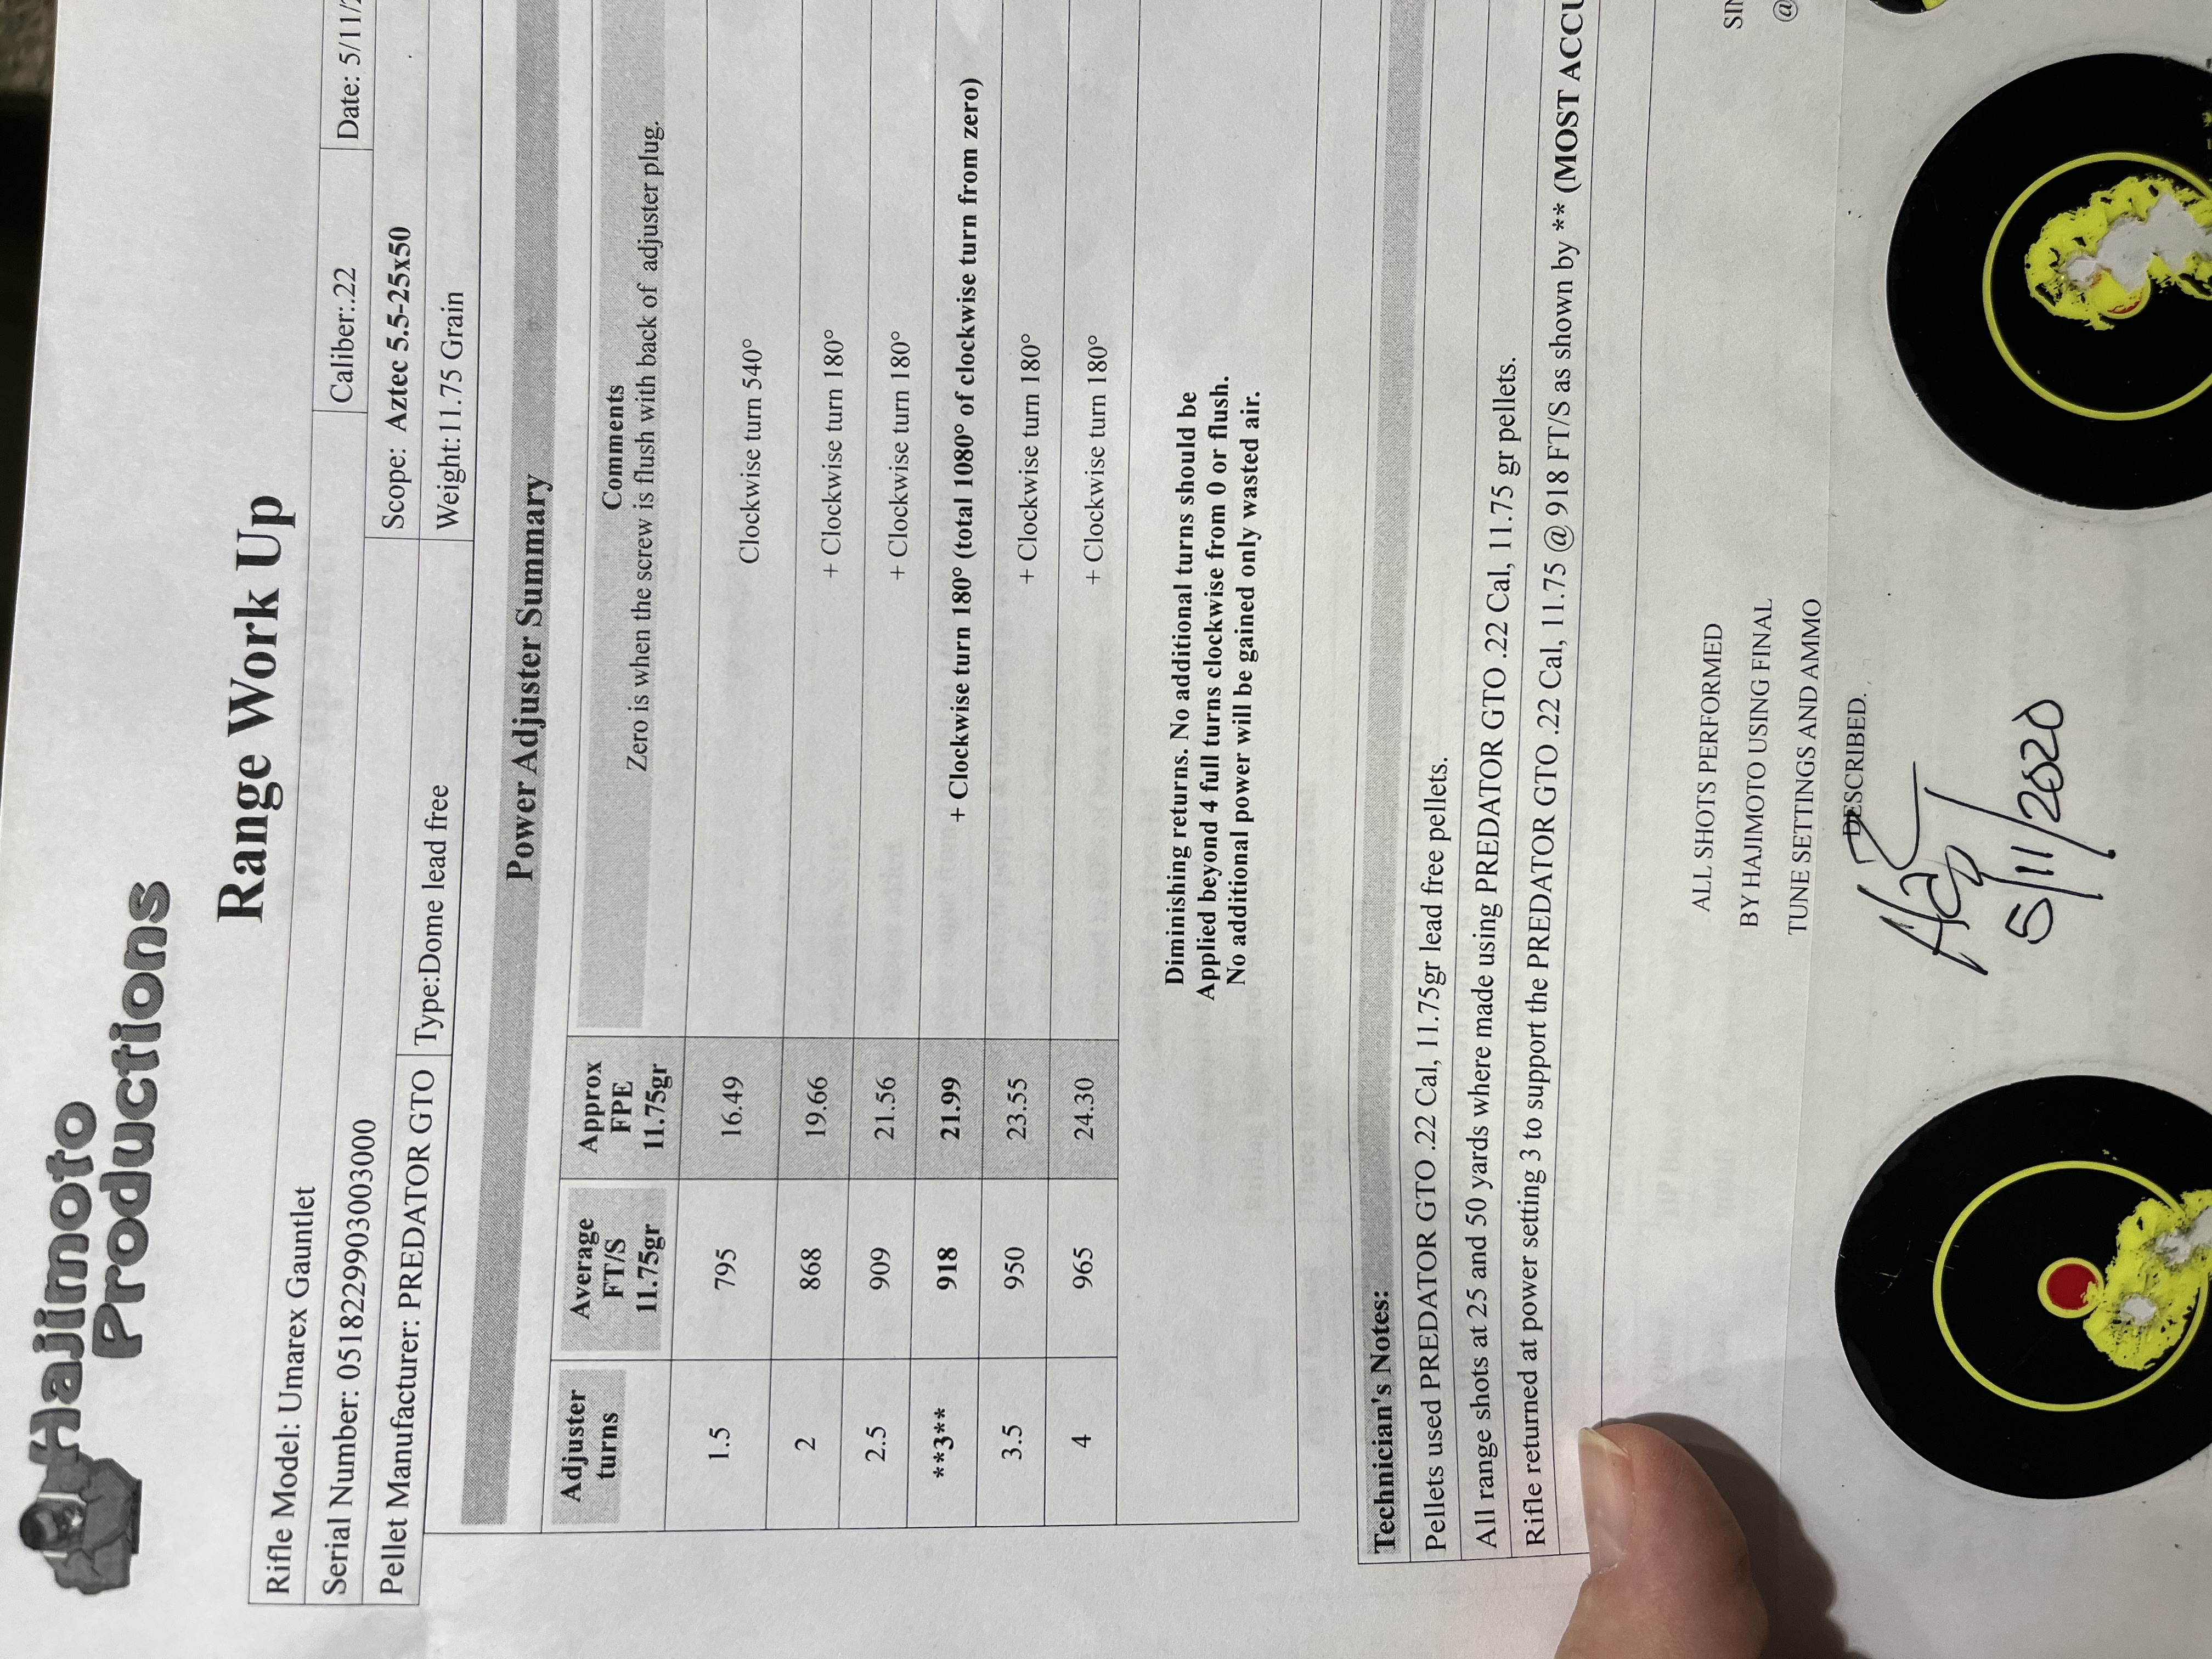 Hajimoto
Productions
Range Work Up
Rifle Model: Umarex Gauntlet
Caliber:.22
Date: 5/11/
Serial Number: 0518229903003000
Scope: Aztec 5.5-25x50
Pellet Manufacturer: PREDATOR GTO
Type:Dome lead free
Weight:11.75 Grain
Power Adjuster Summary
Adjuster
turns
Average
FT/S
11.75gr
Approx
FPE
11.75gr
Comments
Zero is when the screw is flush with back of adjuster plug.
1.5 795 16.49 Clockwise turn 540°
2 868 19.66 + Clockwise turn 180°
2.5 909 21.56 + Clockwise turn 180°
**3** 918 21.99 + Clockwise turn 180° (total 1080° of clockwise turn from zero)
3.5 950 23.55 + Clockwise turn 180°
4 965 24.30 + Clockwise turn 180°
Diminishing returns. No additional turns should be
Applied beyond 4 full turns clockwise from 0 or flush.
No additional power will be gained only wasted air.
Technician's Notes:
Pellets used PREDATOR GTO .22 Cal, 11.75gr lead free pellets.
All range shots at 25 and 50 yards where made using PREDATOR GTO .22 Cal, 11.75 gr pellets.
Rifle returned at power setting 3 to support the PREDATOR GTO .22 Cal, 11.75 @ 918 FT/S as shown by ** (MOST ACCU
ALL SHOTS PERFORMED
BY HAJIMOTO USING FINAL
TUNE SETTINGS AND AMMO
DESCRIBED.
5/11/2020
SIN
@